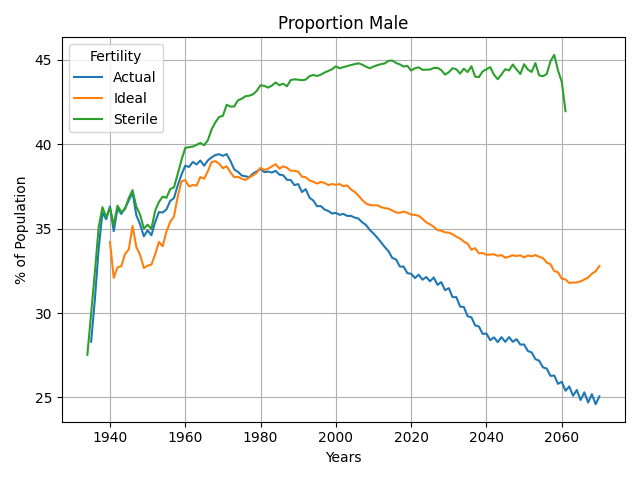 Proportion Male
Fertility
Actual
Ideal
Sterile
% of Population
45
40
35
30
25
1940 1960 1980 2000 2020 2040 2060
Years